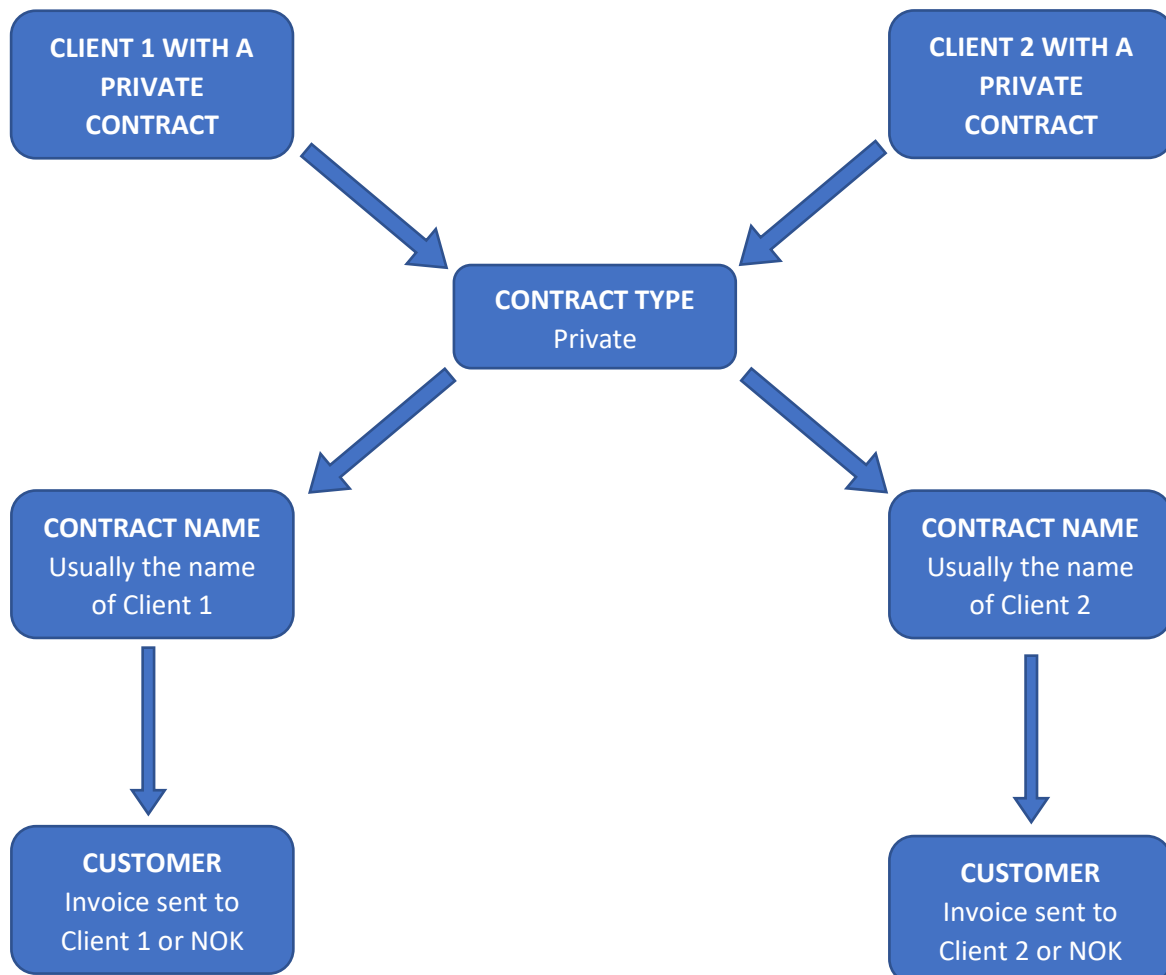 CLIENT 1 WITH A
PRIVATE
CONTRACT
CLIENT 2 WITH A
PRIVATE
CONTRACT
CONTRACT TYPE
Private
CONTRACT NAME
Usually the name
of Client 1
CONTRACT NAME
Usually the name
of Client 2
CUSTOMER
Invoice sent to
Client 1 or NOK
CUSTOMER
Invoice sent to
Client 2 or NOK